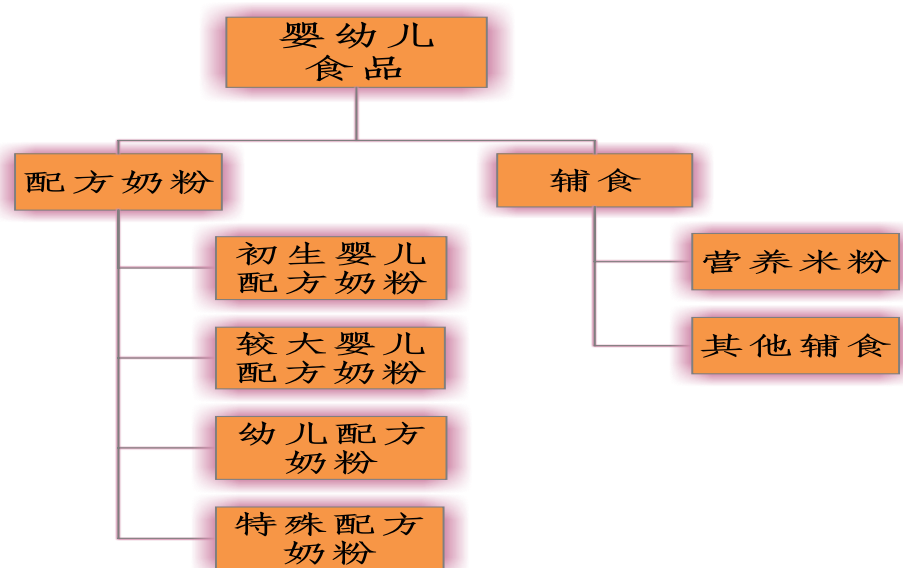 婴幼儿
食品
配方奶粉
初生婴儿
配方奶粉
较大婴儿
配方奶粉
幼儿配方
奶粉
特殊配方
奶粉
辅食
营养米粉
其他辅食